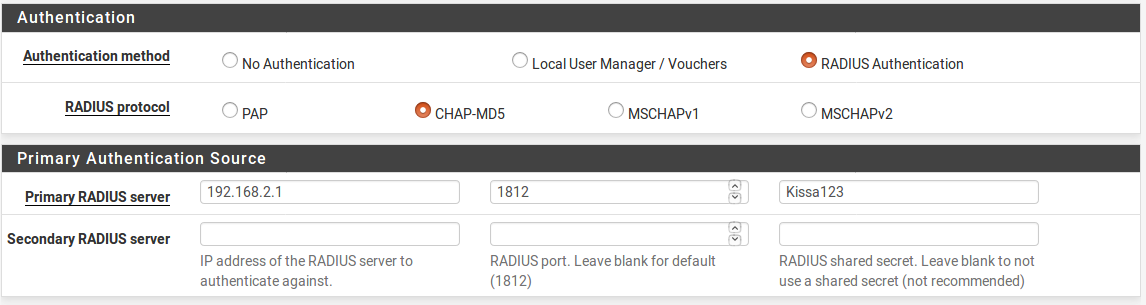 Authentication
Authentication method No Authentication Local User Manager / Vouchers RADIUS Authentication
RADIUS protocol PAP CHAP-MD5 MSCHAPv1 MSCHAPv2
Primary Authentication Source
Primary RADIUS server 192.168.2.1 1812 Kissa123
Secondary RADIUS server
IP address of the RADIUS server to RADIUS port. Leave blank for default RADIUS shared secret. Leave blank to not
authenticate against. (1812) use a shared secret (not recommended)